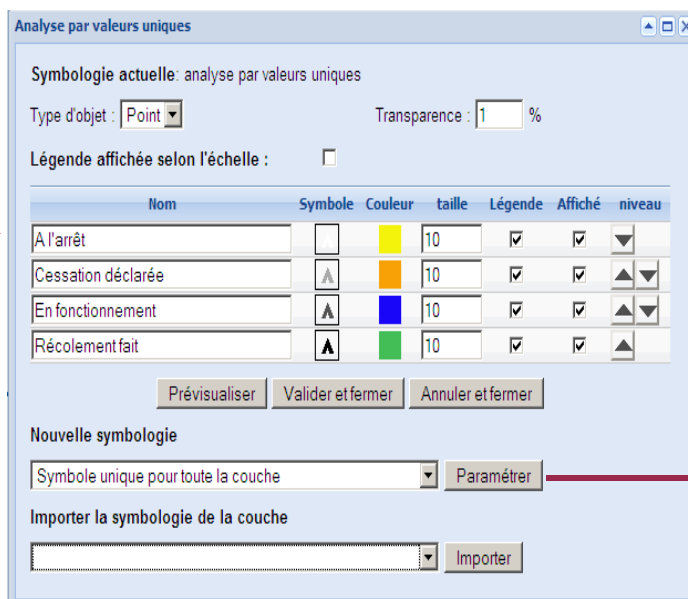 Analyse par valeurs uniques
Symbologie actuelle: analyse par valeurs uniques
Type d'objet : Point Transparence : 1 %
Légende affichée selon l'échelle :
Nom Symbole Couleur taille Légende Affiché niveau
A l'arrêt 10
Cessation déclarée 10
En fonctionnement 10
Récolement fait 10
Prévisualiser Valider et fermer Annuler et fermer
Nouvelle symbologie
Symbole unique pour toute la couche Paramétrer
Importer la symbologie de la couche
Importer